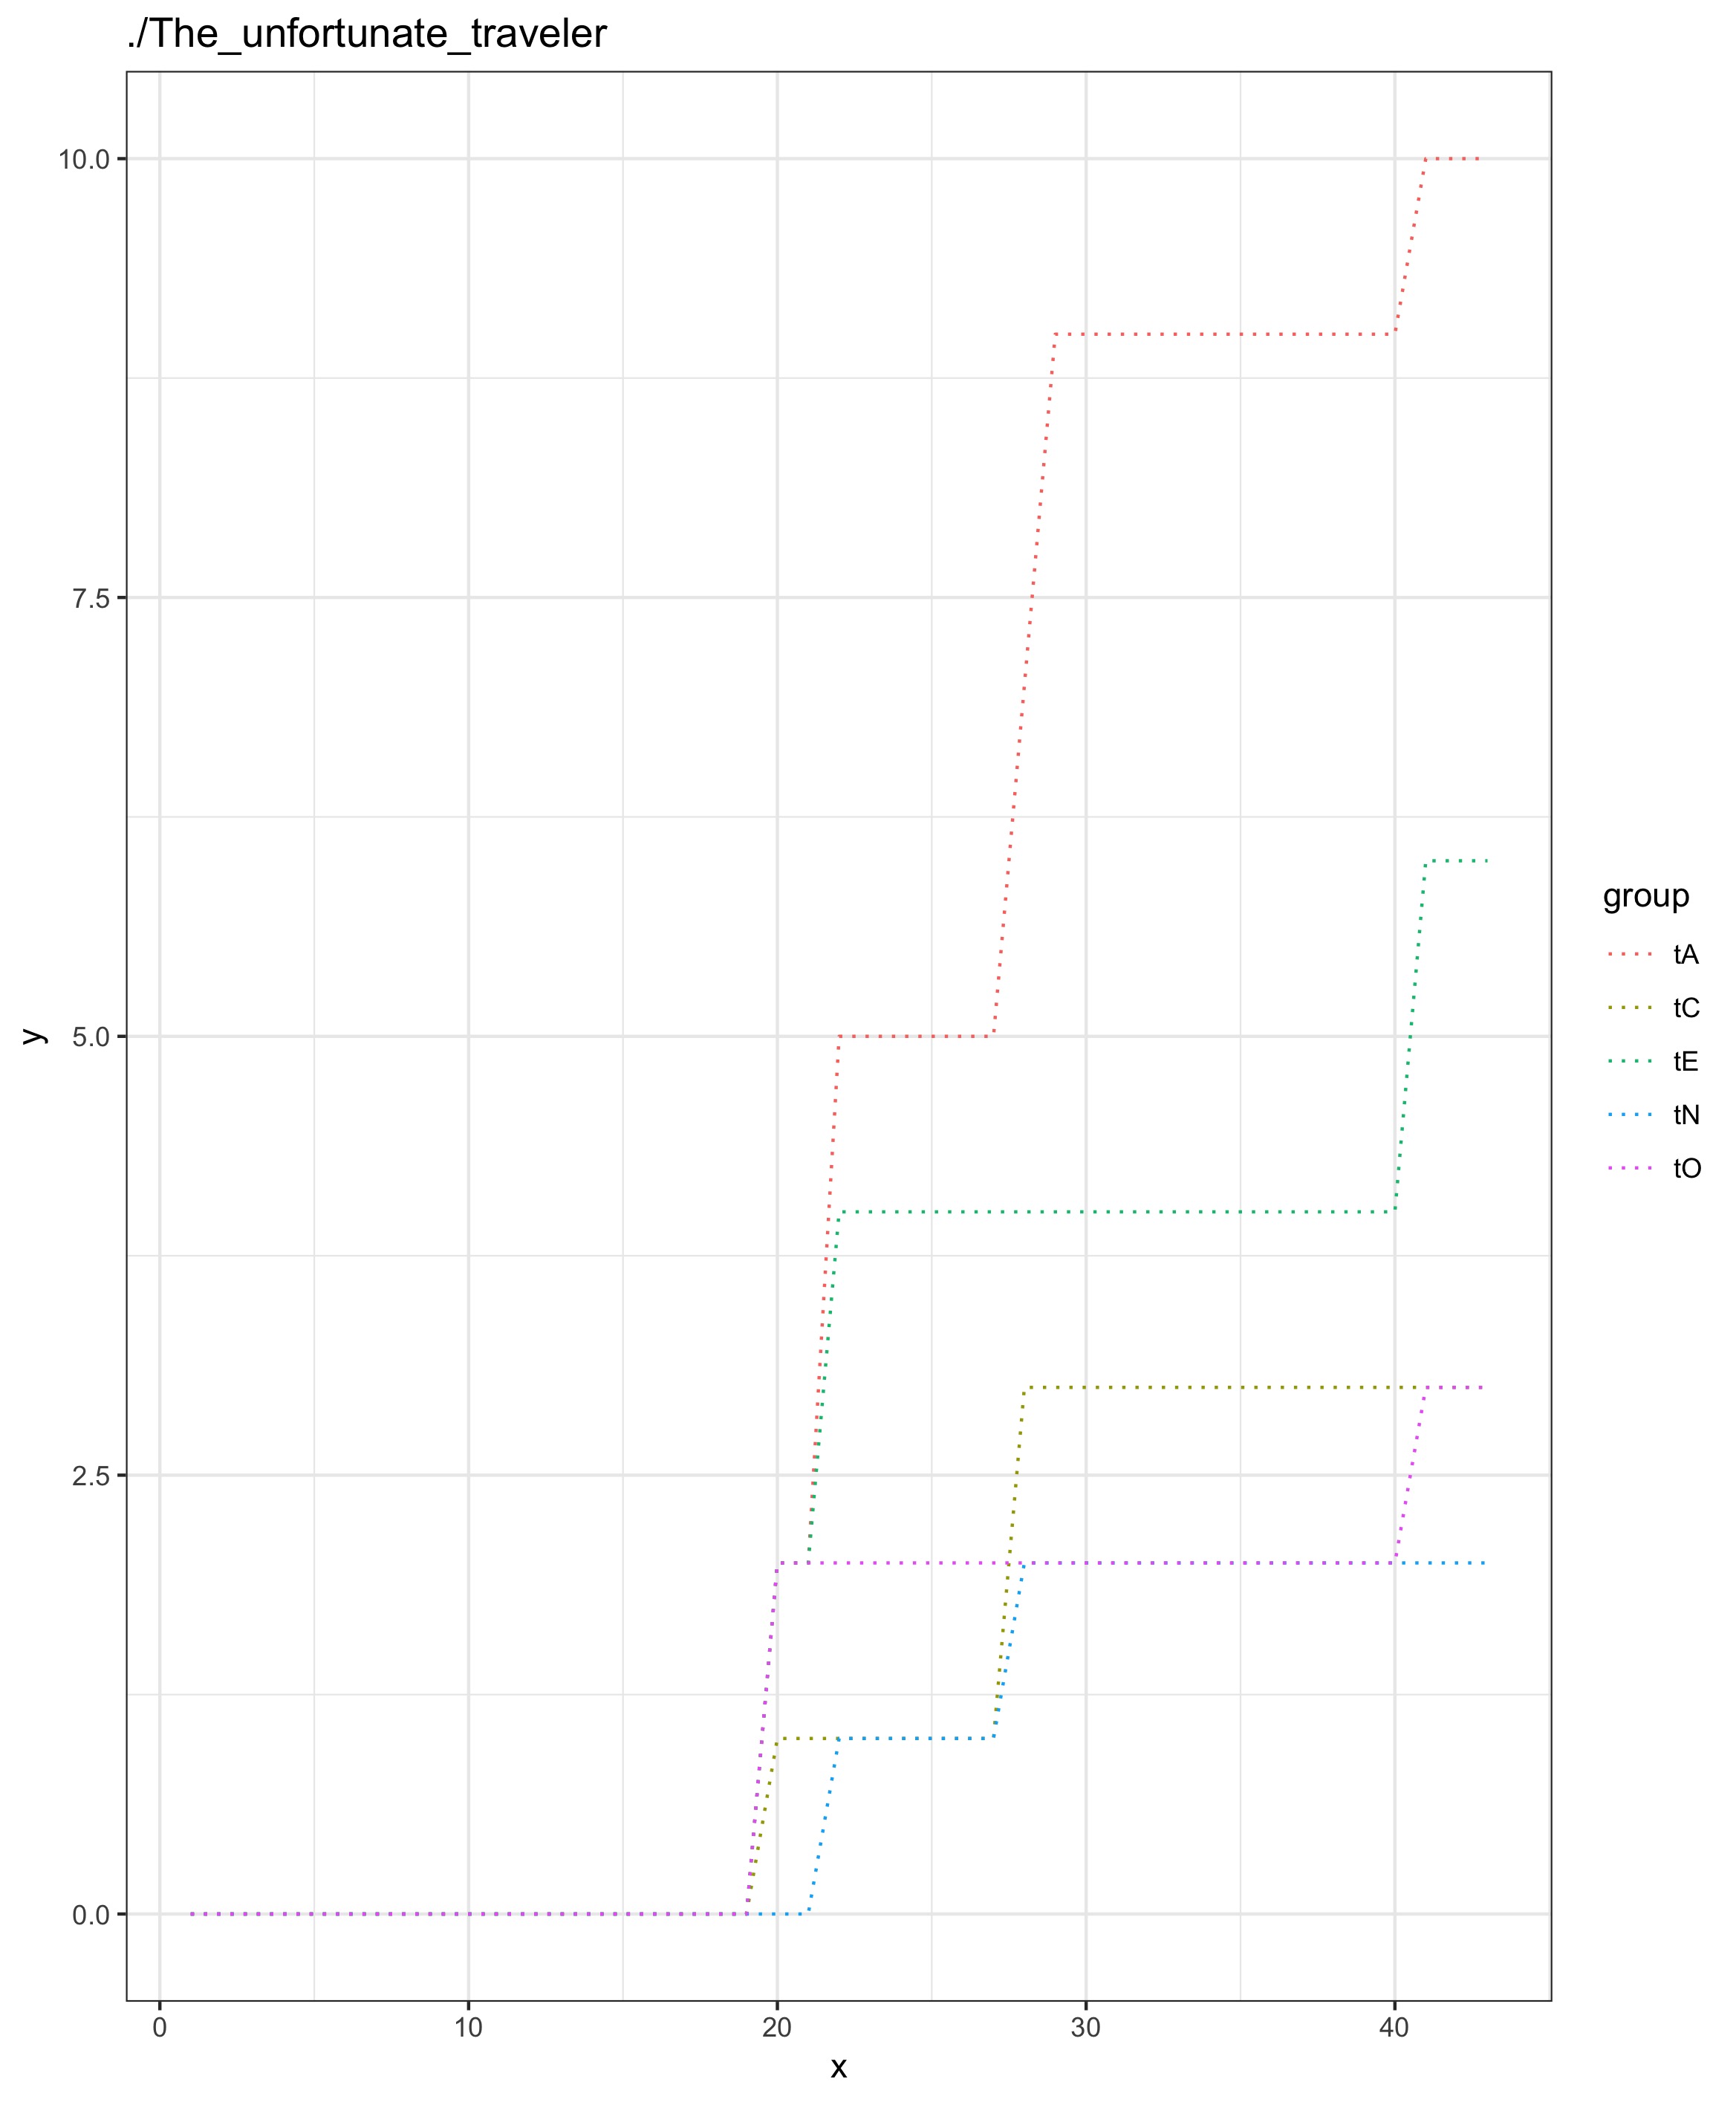 ./The_unfortunate_traveler
10.0
7.5
5.0
2.5
0.0
y
0 10 20 30 40
x
group
tA
tC
tE
tN
tO